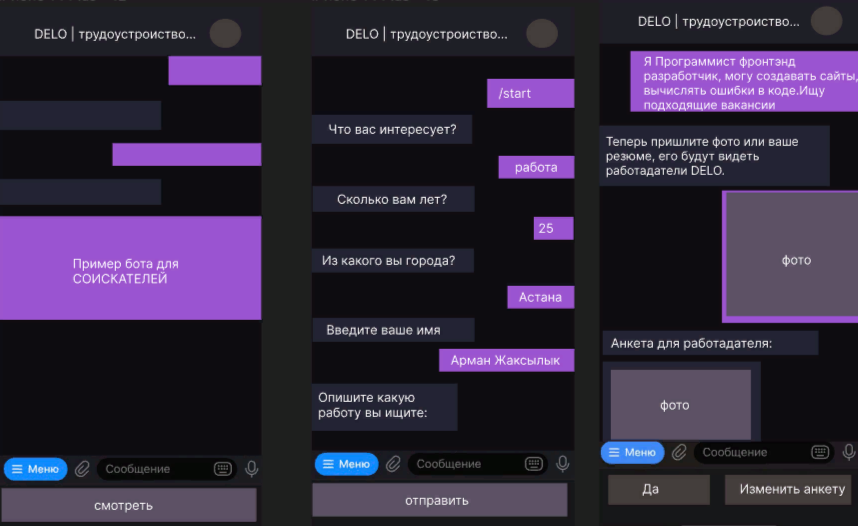 DELO | трудоустроиство...
Пример бота для
СОИСКАТЕЛЕЙ
Меню
Сообщение
смотреть
DELO | трудоустроиство...
/start
Что вас интересует?
работа
Сколько вам лет?
25
Из какого вы города?
Астана
Введите ваше имя
Арман Жаксылык
Опишите какую
работу вы ищите:
Меню
Сообщение
отправить
DELO | трудоустроиство...
Я Программист фронтэнд
разработчик, могу создавать сайты,
вычислять ошибки в коде.Ищу
подходящие вакансии
Теперь пришлите фото или ваше
резюме, его будут видеть
работадатели DELO.
фото
Анкета для работадателя:
фото
Меню
Сообщение
Да
Изменить анкету